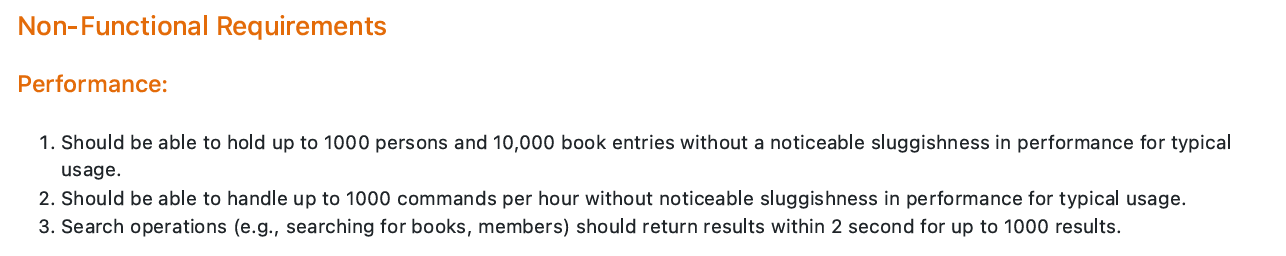 Non-Functional Requirements
Performance:
1. Should be able to hold up to 1000 persons and 10,000 book entries without a noticeable sluggishness in performance for typical
usage.
2. Should be able to handle up to 1000 commands per hour without noticeable sluggishness in performance for typical usage.
3. Search operations (e.g., searching for books, members) should return results within 2 second for up to 1000 results.